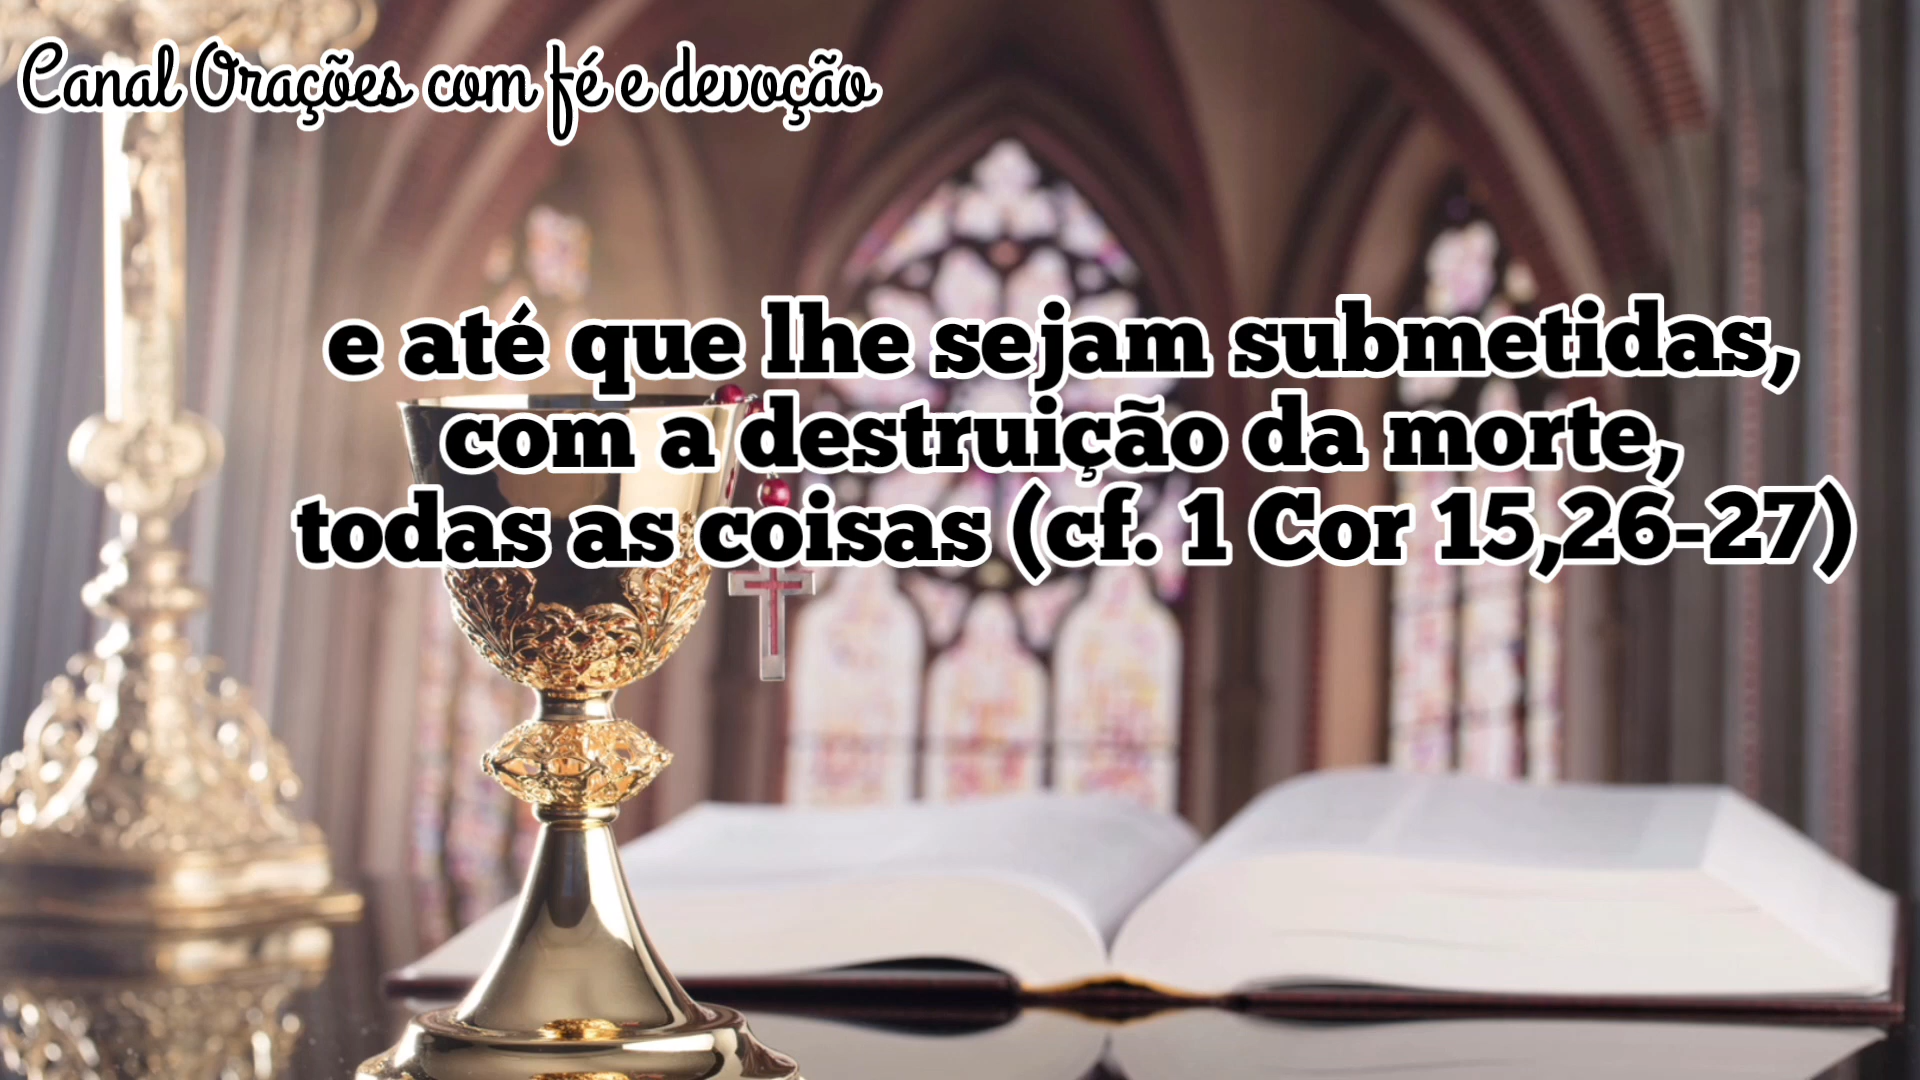 Canal Orações com fé e devoção
e até que lhe sejam submetidas,
com a destruição da morte,
todas as coisas (cf. 1 Cor 15,26-27)